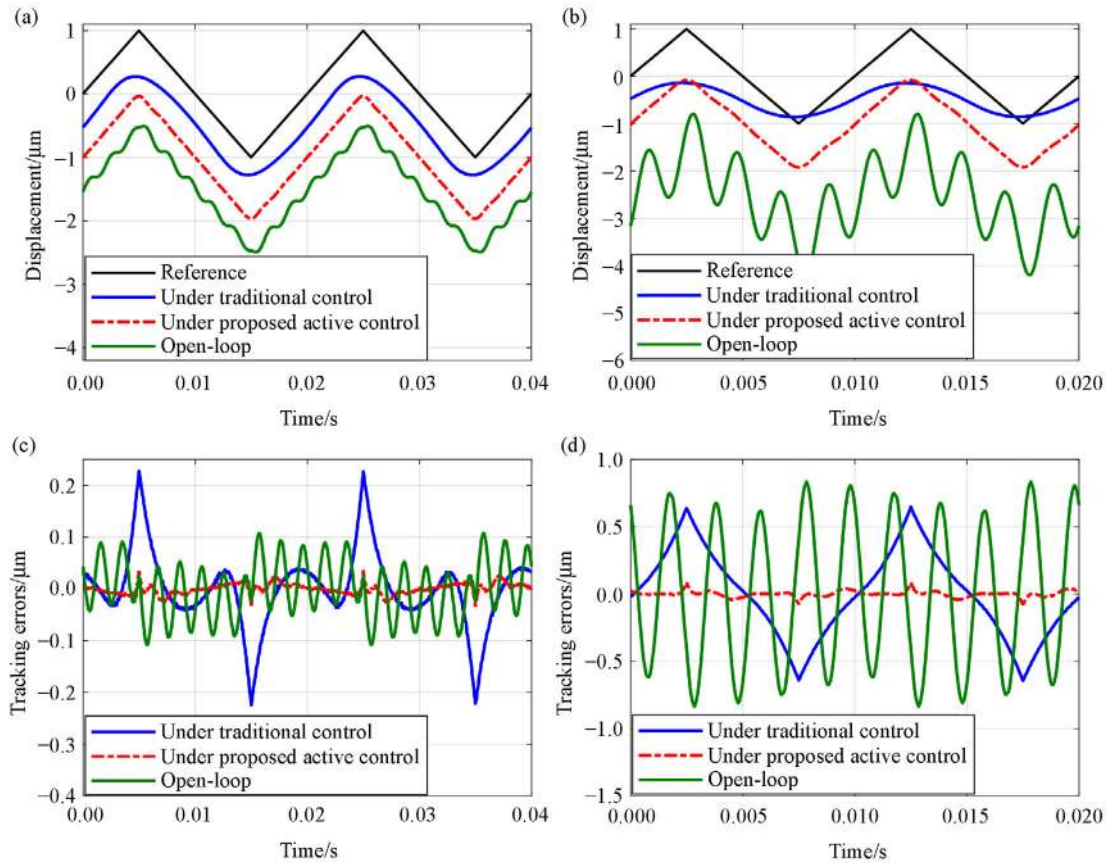 (a)
1
0
−1
−2
−3
−4
Displacement/μm
Reference
Under traditional control
Under proposed active control
Open-loop
0.00 0.01 0.02 0.03 0.04
Time/s
(b)
1
0
−1
−2
−3
−4
−5
−6
Displacement/μm
Reference
Under traditional control
Under proposed active control
Open-loop
0.000 0.005 0.010 0.015 0.020
Time/s
(c)
0.2
0.1
0.0
−0.1
−0.2
−0.3
0.4
Tracking errors/μm
Under traditional control
Under proposed active control
Open-loop
0.00 0.01 0.02 0.03 0.04
Time/s
(d)
1.0
0.5
0.0
−0.5
−1.0
−1.5
Tracking errors/μm
Under traditional control
Under proposed active control
Open-loop
0.000 0.005 0.010 0.015 0.020
Time/s